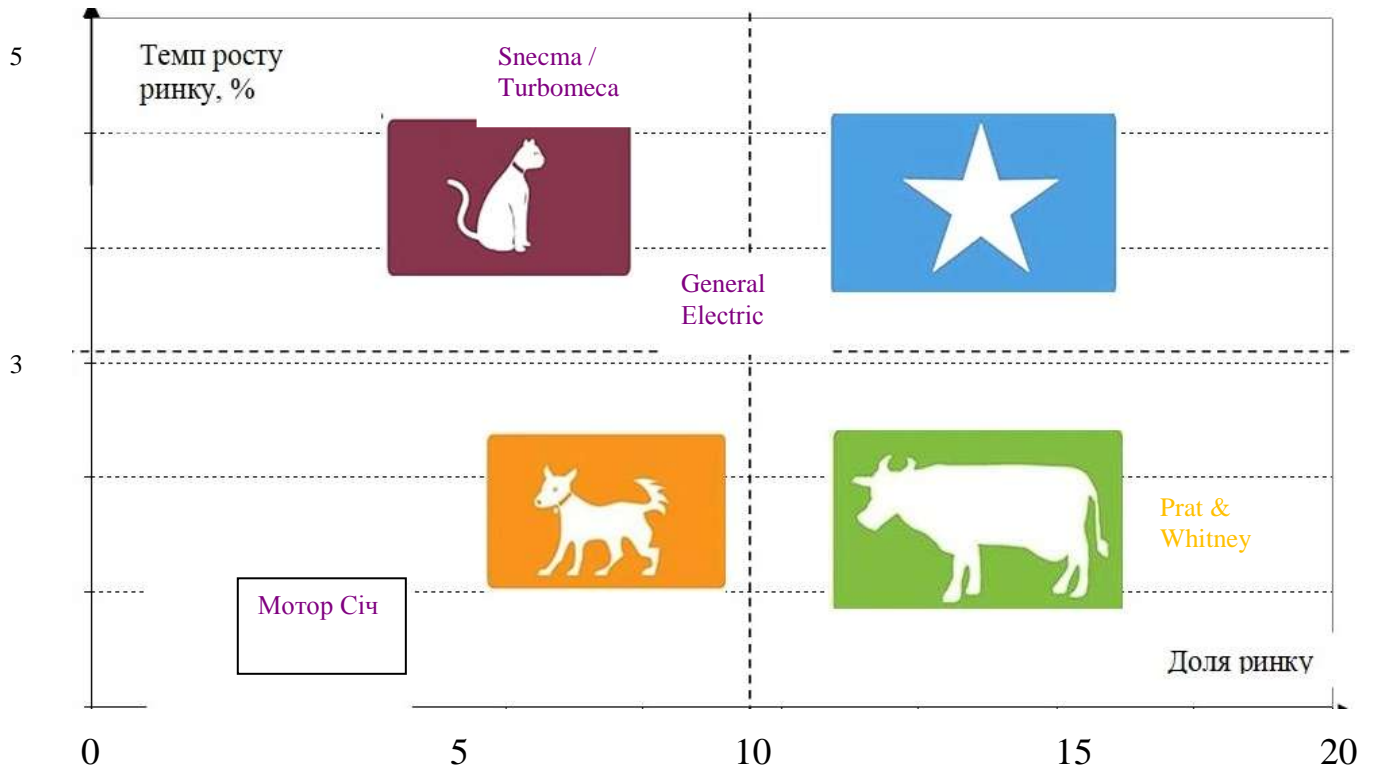 5
Темп росту
ринку, %
Snecma /
Turbomeca
General
Electric
3
Prat &
Whitney
Мотор Січ
Доля ринку
0 5 10 15 20